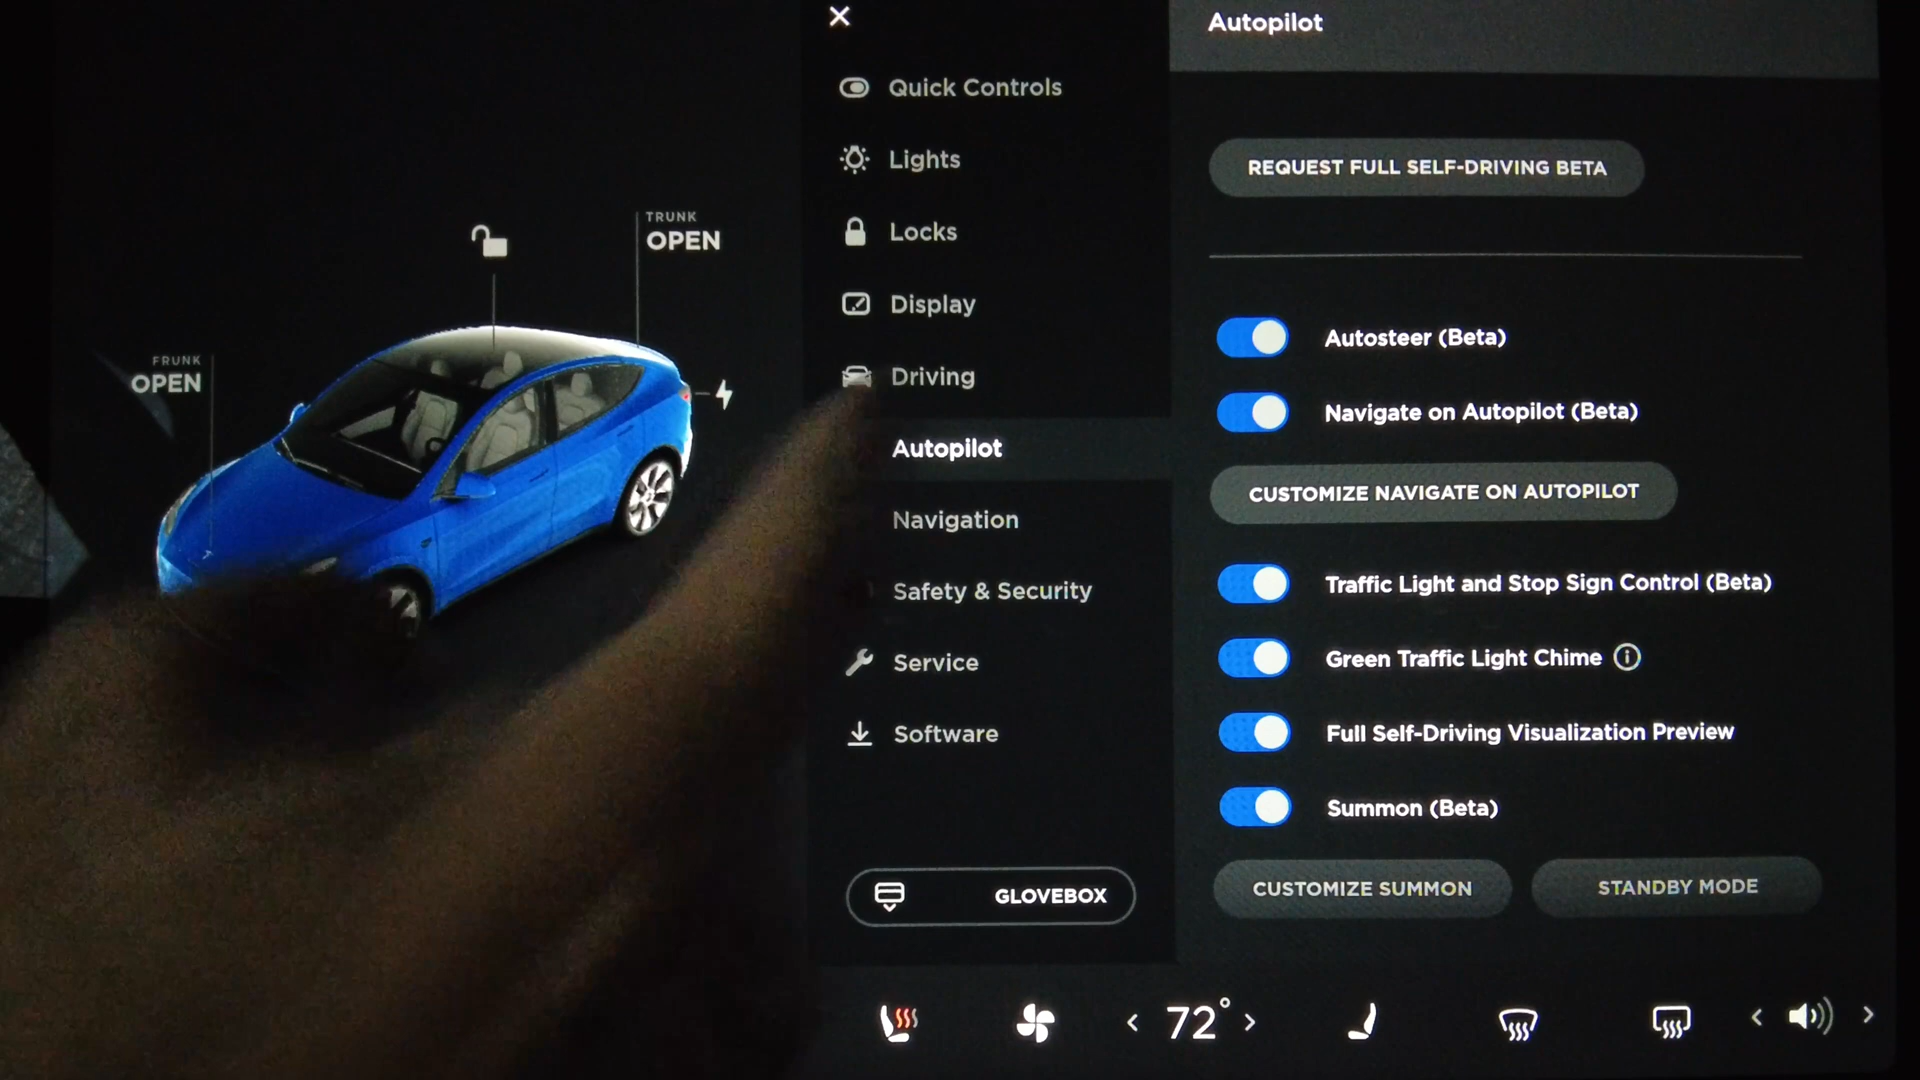 TRUNK
OPEN
FRUNK
OPEN
Quick Controls
Lights
Locks
Display
Driving
Autopilot
Navigation
Safety & Security
Service
Software
GLOVEBOX
Autopilot
REQUEST FULL SELF-DRIVING BETA
Autosteer (Beta)
Navigate on Autopilot (Beta)
CUSTOMIZE NAVIGATE ON AUTOPILOT
Traffic Light and Stop Sign Control (Beta)
Green Traffic Light Chime
Full Self-Driving Visualization Preview
Summon (Beta)
CUSTOMIZE SUMMON
STANDBY MODE
72°